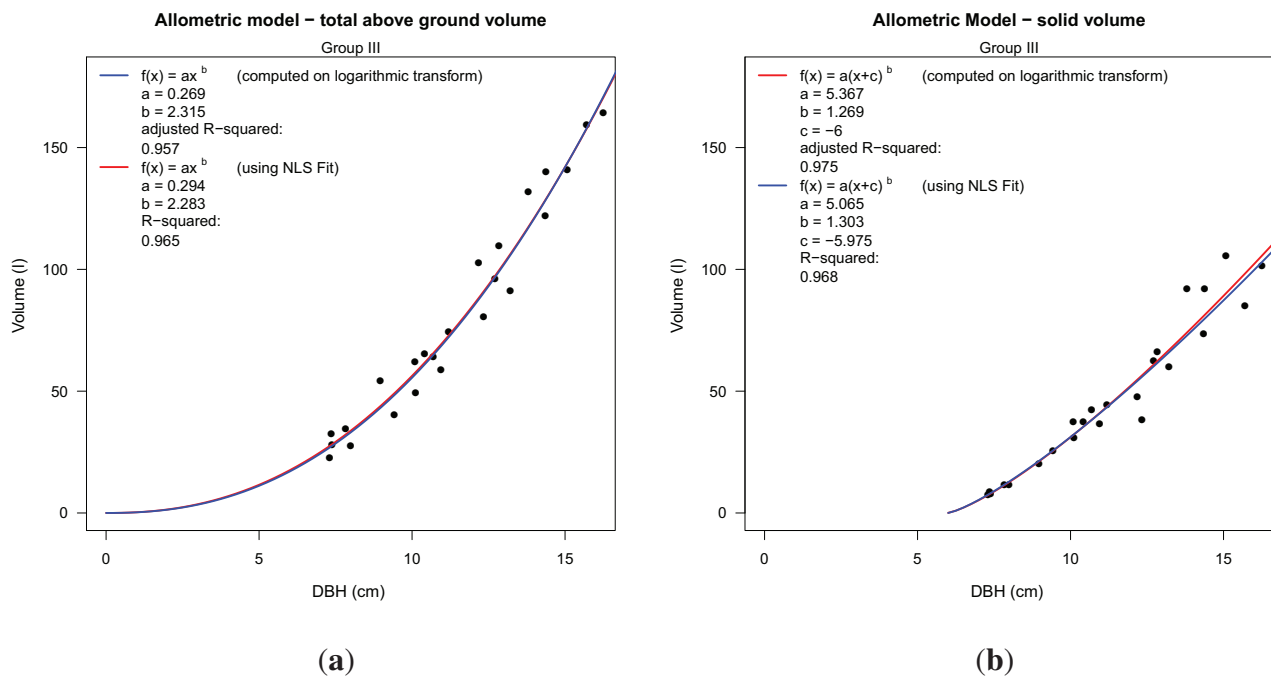 Allometric model − total above ground volume
Group III
f(x) = ax b (computed on logarithmic transform)
a = 0.269
b = 2.315
adjusted R−squared:
0.957
f(x) = ax b (using NLS Fit)
a = 0.294
b = 2.283
R−squared:
0.965
Volume (l)
150
100
50
0
0 5 10 15
DBH (cm)
(a)
Allometric Model − solid volume
Group III
f(x) = a(x+c) b (computed on logarithmic transform)
a = 5.367
b = 1.269
c = −6
adjusted R−squared:
0.975
f(x) = a(x+c) b (using NLS Fit)
a = 5.065
b = 1.303
c = −5.975
R−squared:
0.968
Volume (l)
150
100
50
0
0 5 10 15
DBH (cm)
(b)